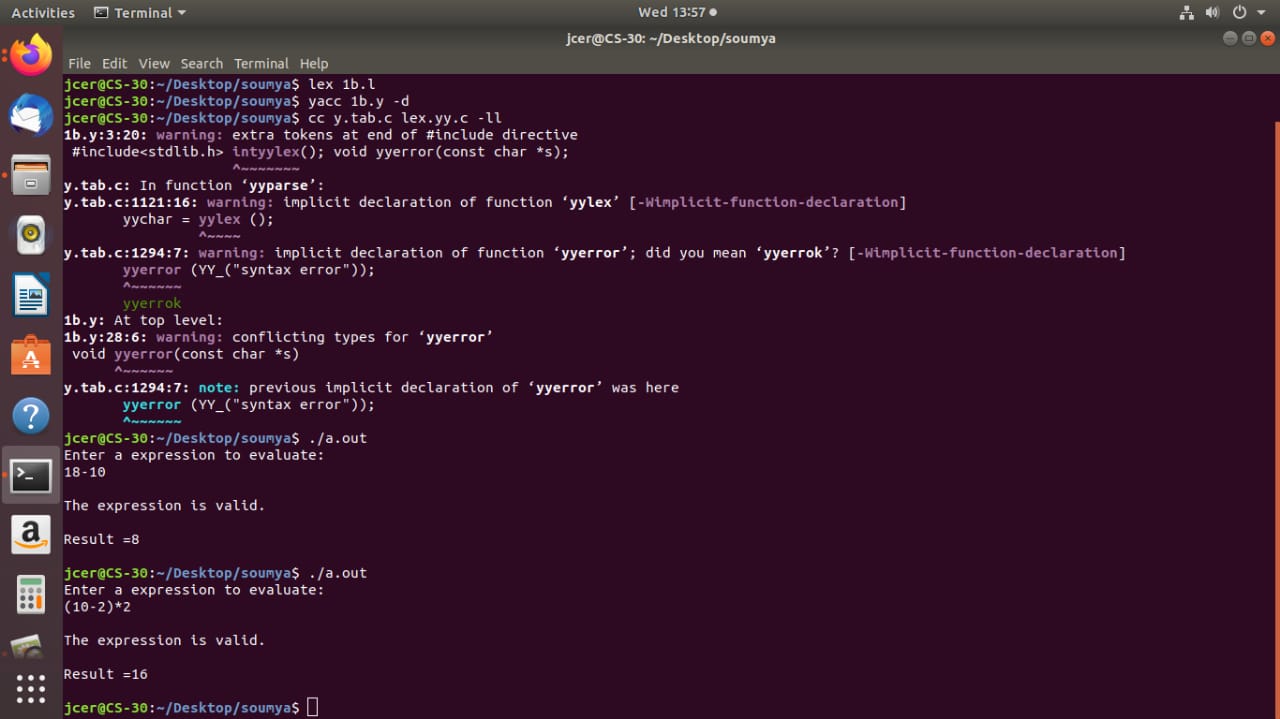 Activities Terminal Wed 13:57
jcer@CS-30: ~/Desktop/soumya
File Edit View Search Terminal Help
jcer@CS-30:~/Desktop/soumya$ lex 1b.l
jcer@CS-30:~/Desktop/soumya$ yacc 1b.y -d
jcer@CS-30:~/Desktop/soumya$ cc y.tab.c lex.yy.c -ll
1b.y:3:20: warning: extra tokens at end of #include directive
 #include<stdlib.h> intyylex(); void yyerror(const char *s);
                    ^~~~~~~~
y.tab.c: In function ‘yyparse’:
y.tab.c:1121:16: warning: implicit declaration of function ‘yylex’ [-Wimplicit-function-declaration]
       yychar = yylex ();
                ^~~~~
y.tab.c:1294:7: warning: implicit declaration of function ‘yyerror’; did you mean ‘yyerrok’? [-Wimplicit-function-declaration]
       yyerror (YY_("syntax error"));
       ^~~~~~~
       yyerrok
1b.y: At top level:
1b.y:28:6: warning: conflicting types for ‘yyerror’
 void yyerror(const char *s)
      ^~~~~~~
y.tab.c:1294:7: note: previous implicit declaration of ‘yyerror’ was here
       yyerror (YY_("syntax error"));
       ^~~~~~~
jcer@CS-30:~/Desktop/soumya$ ./a.out
Enter a expression to evaluate:
18-10
The expression is valid.
Result =8
jcer@CS-30:~/Desktop/soumya$ ./a.out
Enter a expression to evaluate:
(10-2)*2
The expression is valid.
Result =16
jcer@CS-30:~/Desktop/soumya$